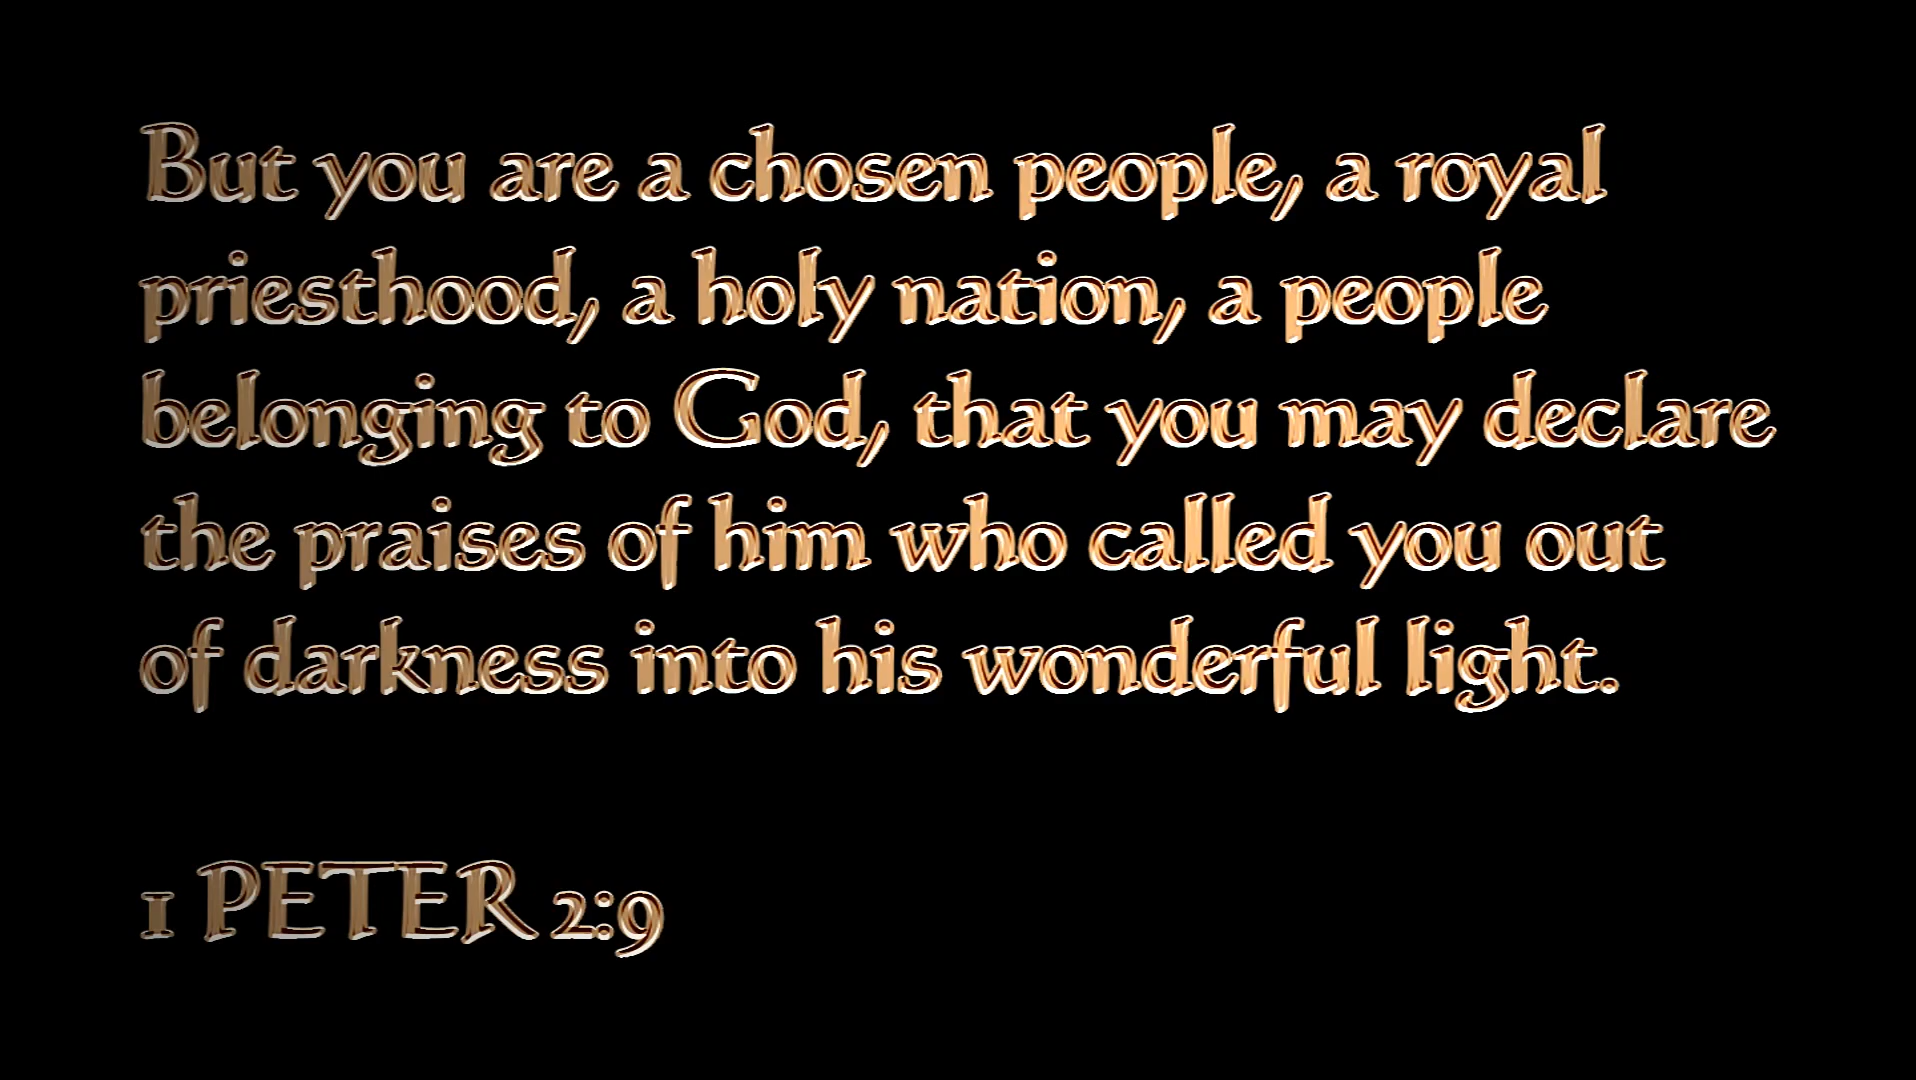 But you are a chosen people, a royal
priesthood, a holy nation, a people
belonging to God, that you may declare
the praises of him who called you out
of darkness into his wonderful light.
1 PETER 2:9